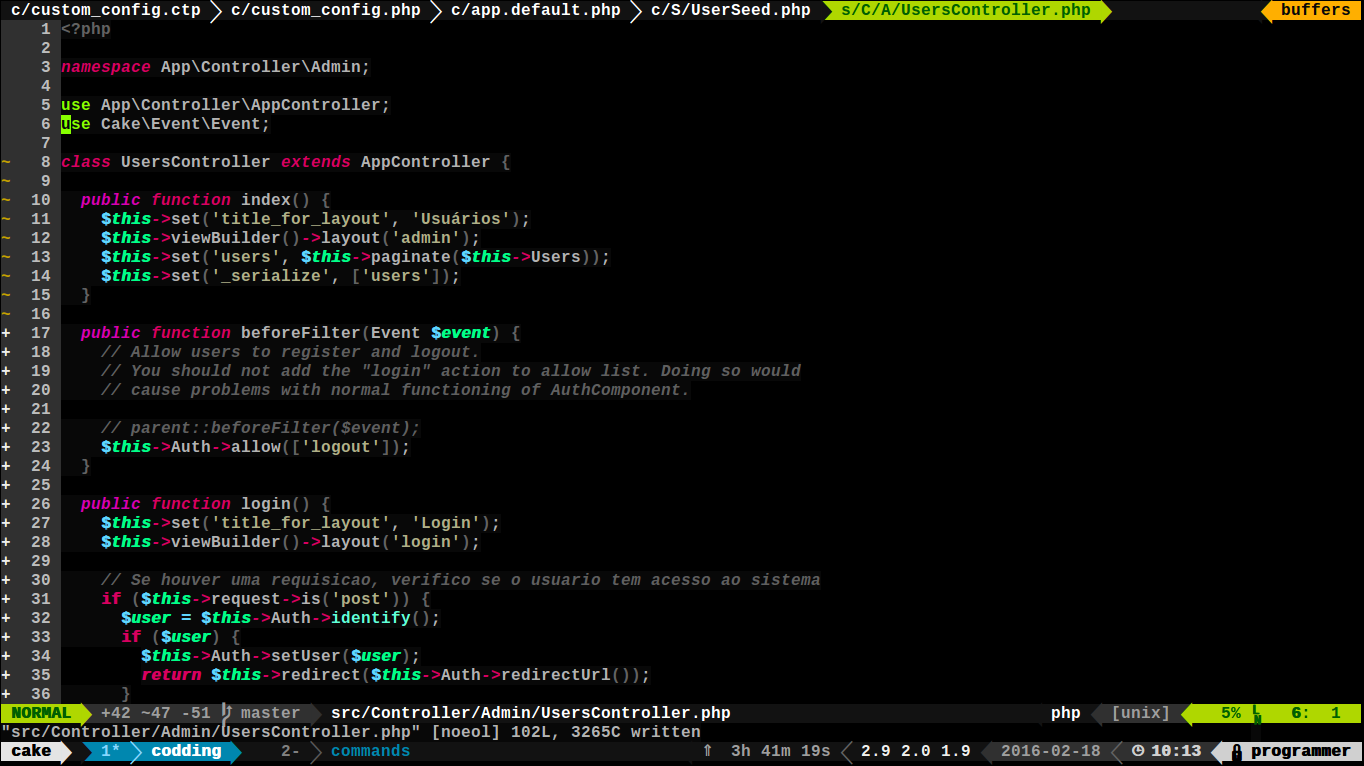 c/custom_config.ctp c/custom_config.php c/app.default.php c/S/UserSeed.php s/C/A/UsersController.php buffers
1 <?php
2
3 namespace App\Controller\Admin;
4
5 use App\Controller\AppController;
6 use Cake\Event\Event;
7
~ 8 class UsersController extends AppController {
~ 9
~ 10   public function index() {
~ 11     $this->set('title_for_layout', 'Usuários');
~ 12     $this->viewBuilder()->layout('admin');
~ 13     $this->set('users', $this->paginate($this->Users));
~ 14     $this->set('_serialize', ['users']);
~ 15   }
~ 16
+ 17   public function beforeFilter(Event $event) {
+ 18     // Allow users to register and logout.
+ 19     // You should not add the "login" action to allow list. Doing so would
+ 20     // cause problems with normal functioning of AuthComponent.
+ 21
+ 22     // parent::beforeFilter($event);
+ 23     $this->Auth->allow(['logout']);
+ 24   }
+ 25
+ 26   public function login() {
+ 27     $this->set('title_for_layout', 'Login');
+ 28     $this->viewBuilder()->layout('login');
+ 29
+ 30     // Se houver uma requisicao, verifico se o usuario tem acesso ao sistema
+ 31     if ($this->request->is('post')) {
+ 32       $user = $this->Auth->identify();
+ 33       if ($user) {
+ 34         $this->Auth->setUser($user);
+ 35         return $this->redirect($this->Auth->redirectUrl());
+ 36       }
NORMAL +42 ~47 -51 master src/Controller/Admin/UsersController.php php [unix] 5% LN 6: 1
"src/Controller/Admin/UsersController.php" [noeol] 102L, 3265C written
cake 1* codding 2- commands ⇑ 3h 41m 19s 2.9 2.0 1.9 2016-02-18 10:13 programmer